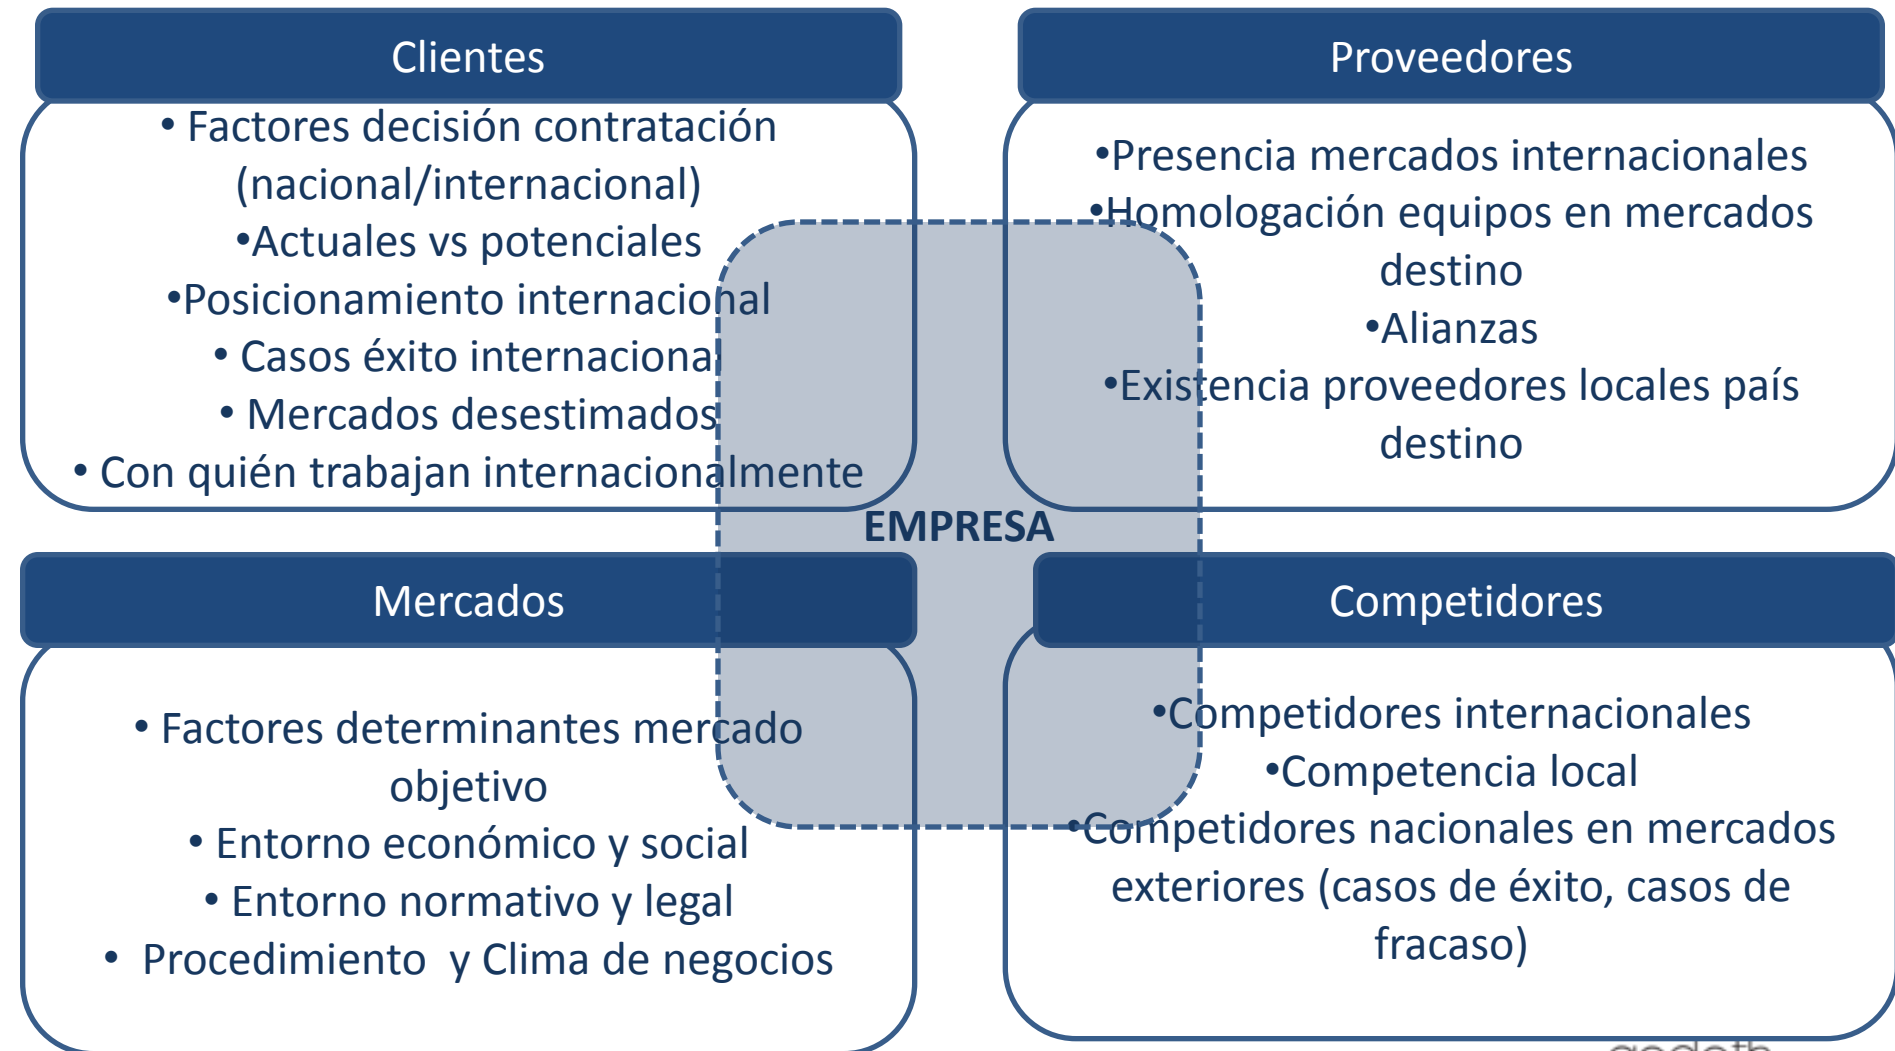 Clientes
• Factores decisión contratación
(nacional/internacional)
•Actuales vs potenciales
•Posicionamiento internacional
• Casos éxito internaciona
• Mercados desestimados
• Con quién trabajan internacionalmente
Proveedores
•Presencia mercados internacionales
•Homologación equipos en mercados
destino
•Alianzas
•Existencia proveedores locales país
destino
EMPRESA
Mercados
• Factores determinantes mercado
objetivo
• Entorno económico y social
• Entorno normativo y legal
• Procedimiento y Clima de negocios
Competidores
•Competidores internacionales
•Competencia local
•Competidores nacionales en mercados
exteriores (casos de éxito, casos de
fracaso)